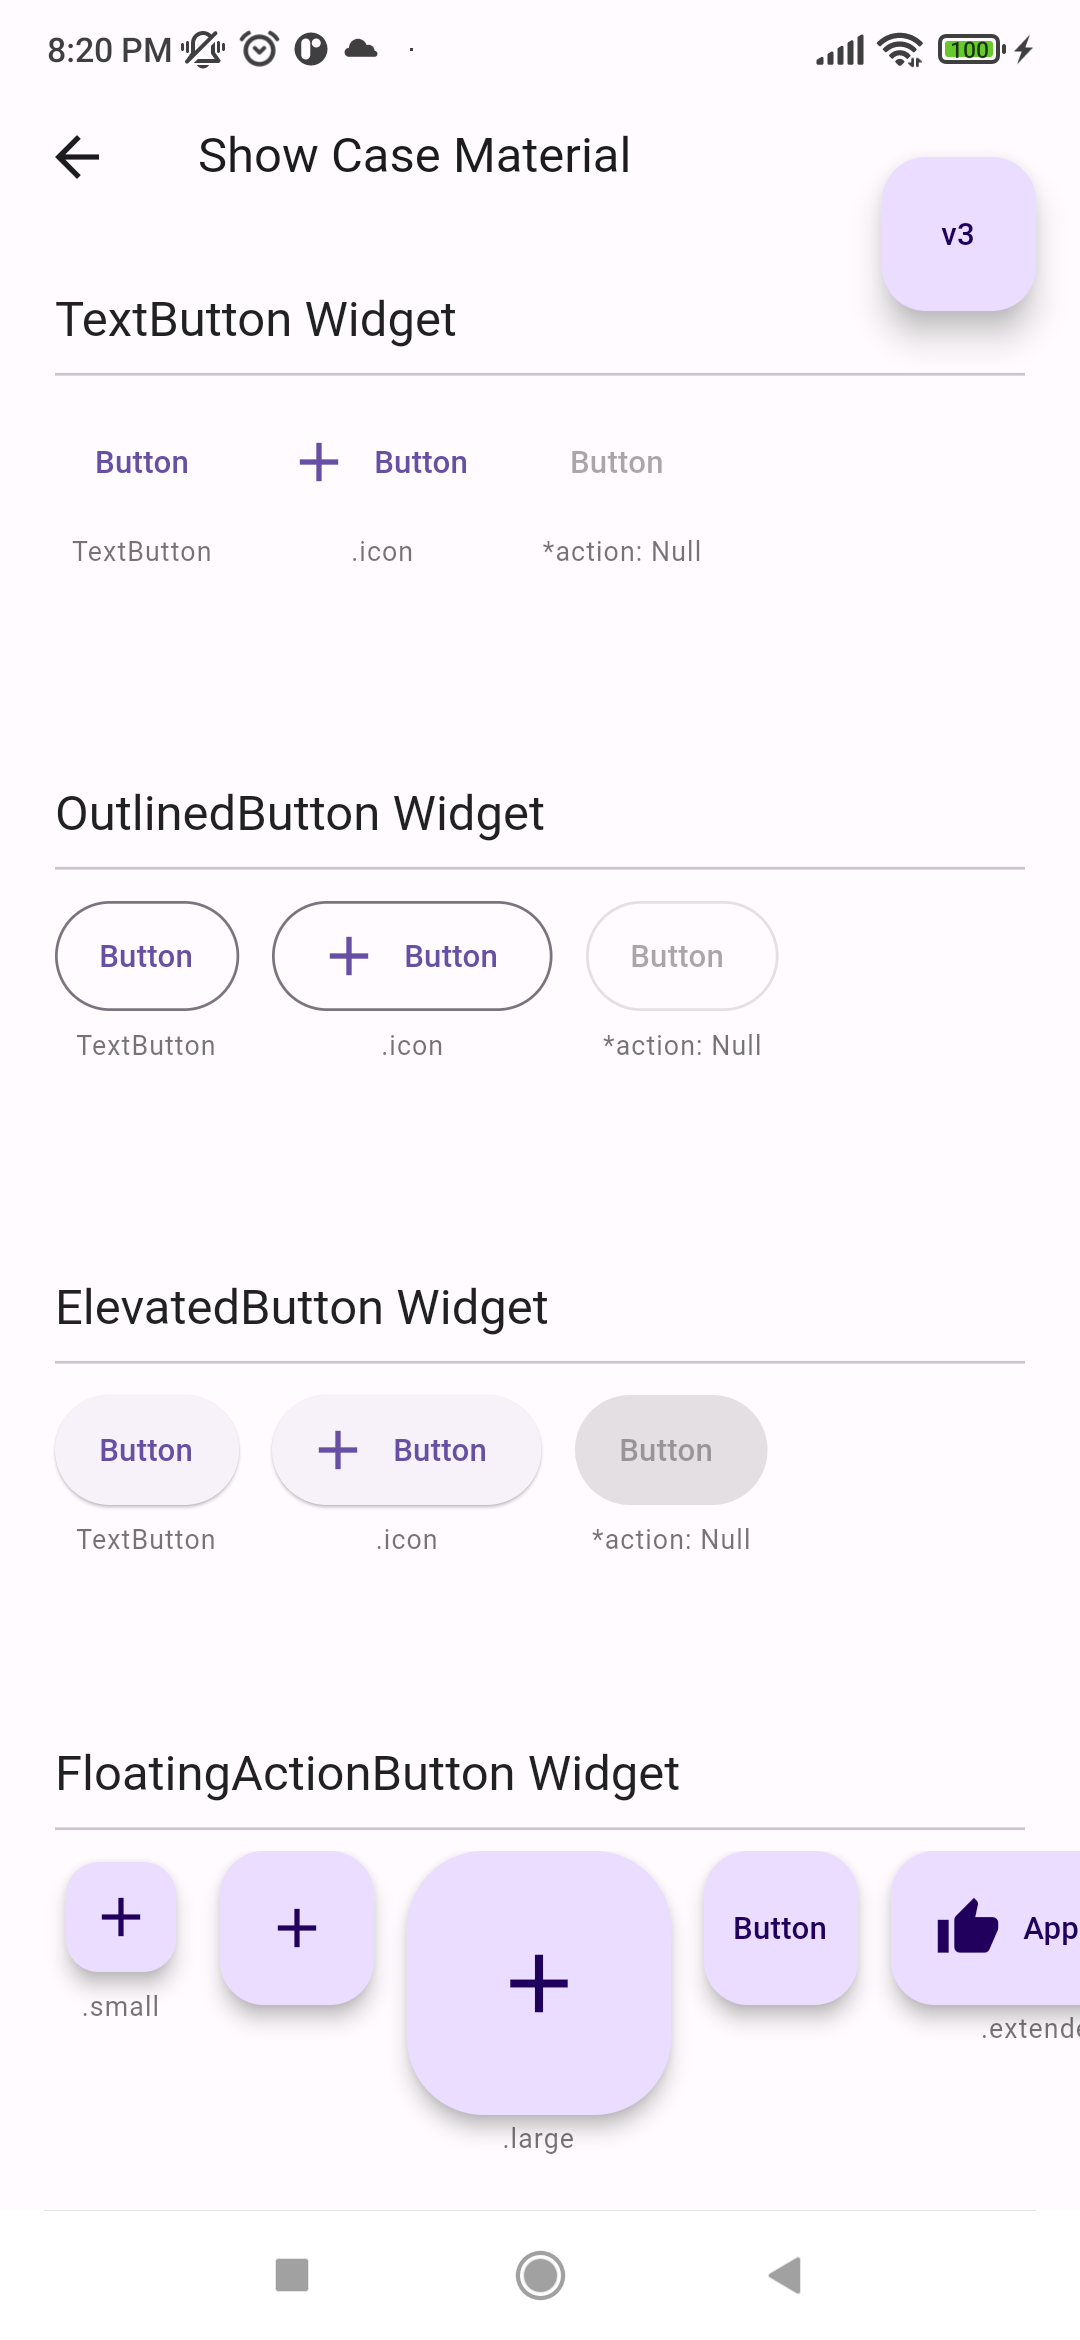 8:20 PM 100
Show Case Material
v3
TextButton Widget
Button Button Button
TextButton .icon *action: Null
OutlinedButton Widget
Button Button Button
TextButton .icon *action: Null
ElevatedButton Widget
Button Button Button
TextButton .icon *action: Null
FloatingActionButton Widget
Button App
.small .extende
.large